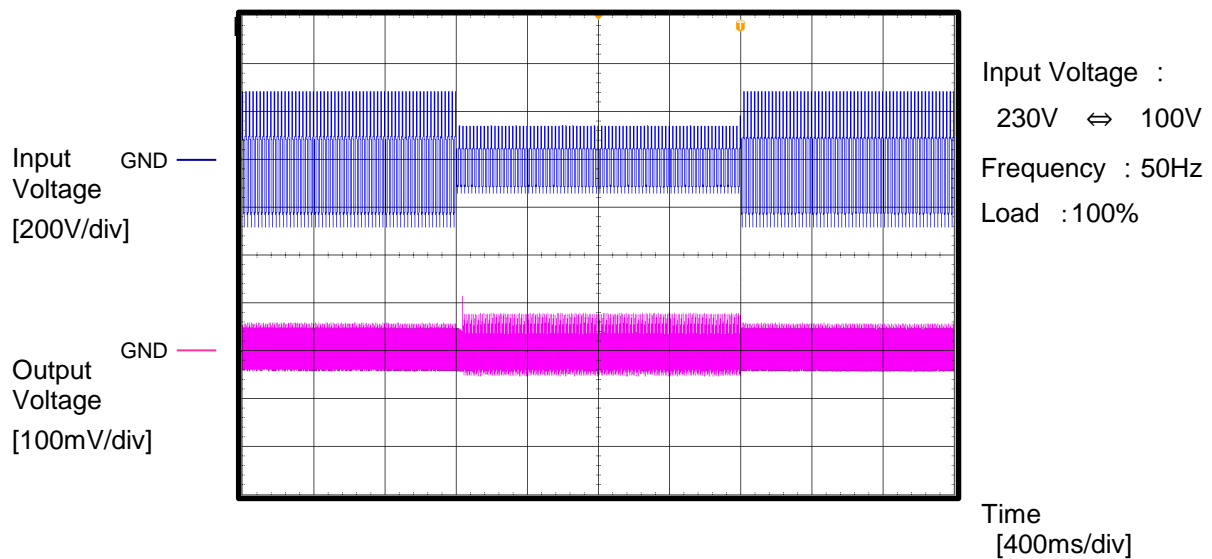 T
Input
Voltage
[200V/div]
GND
Output
Voltage
[100mV/div]
GND
Input Voltage :
230V ⇔ 100V
Frequency : 50Hz
Load : 100%
Time
[400ms/div]